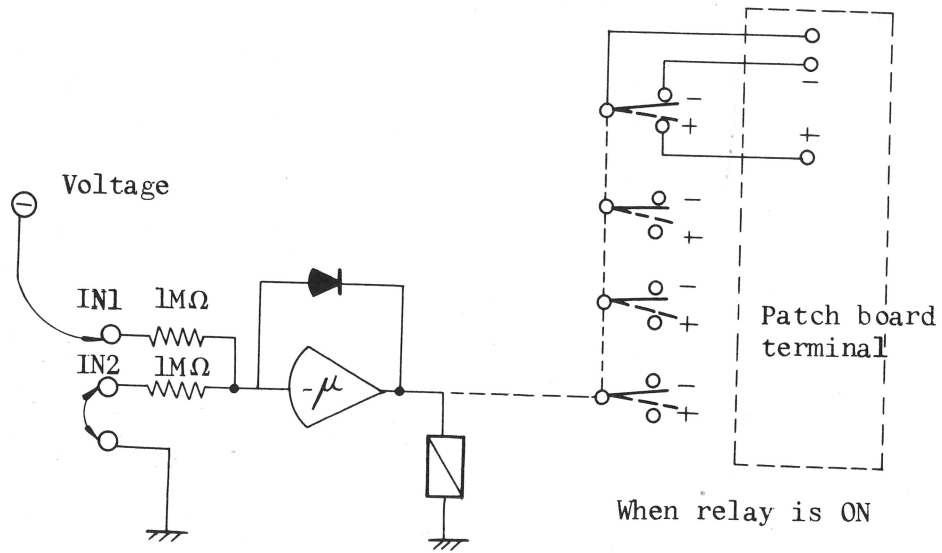 −
+
−
+
Voltage
−
−
+
IN1 1MΩ
IN2 1MΩ
−μ
−
+
Patch board
terminal
−
+
When relay is ON